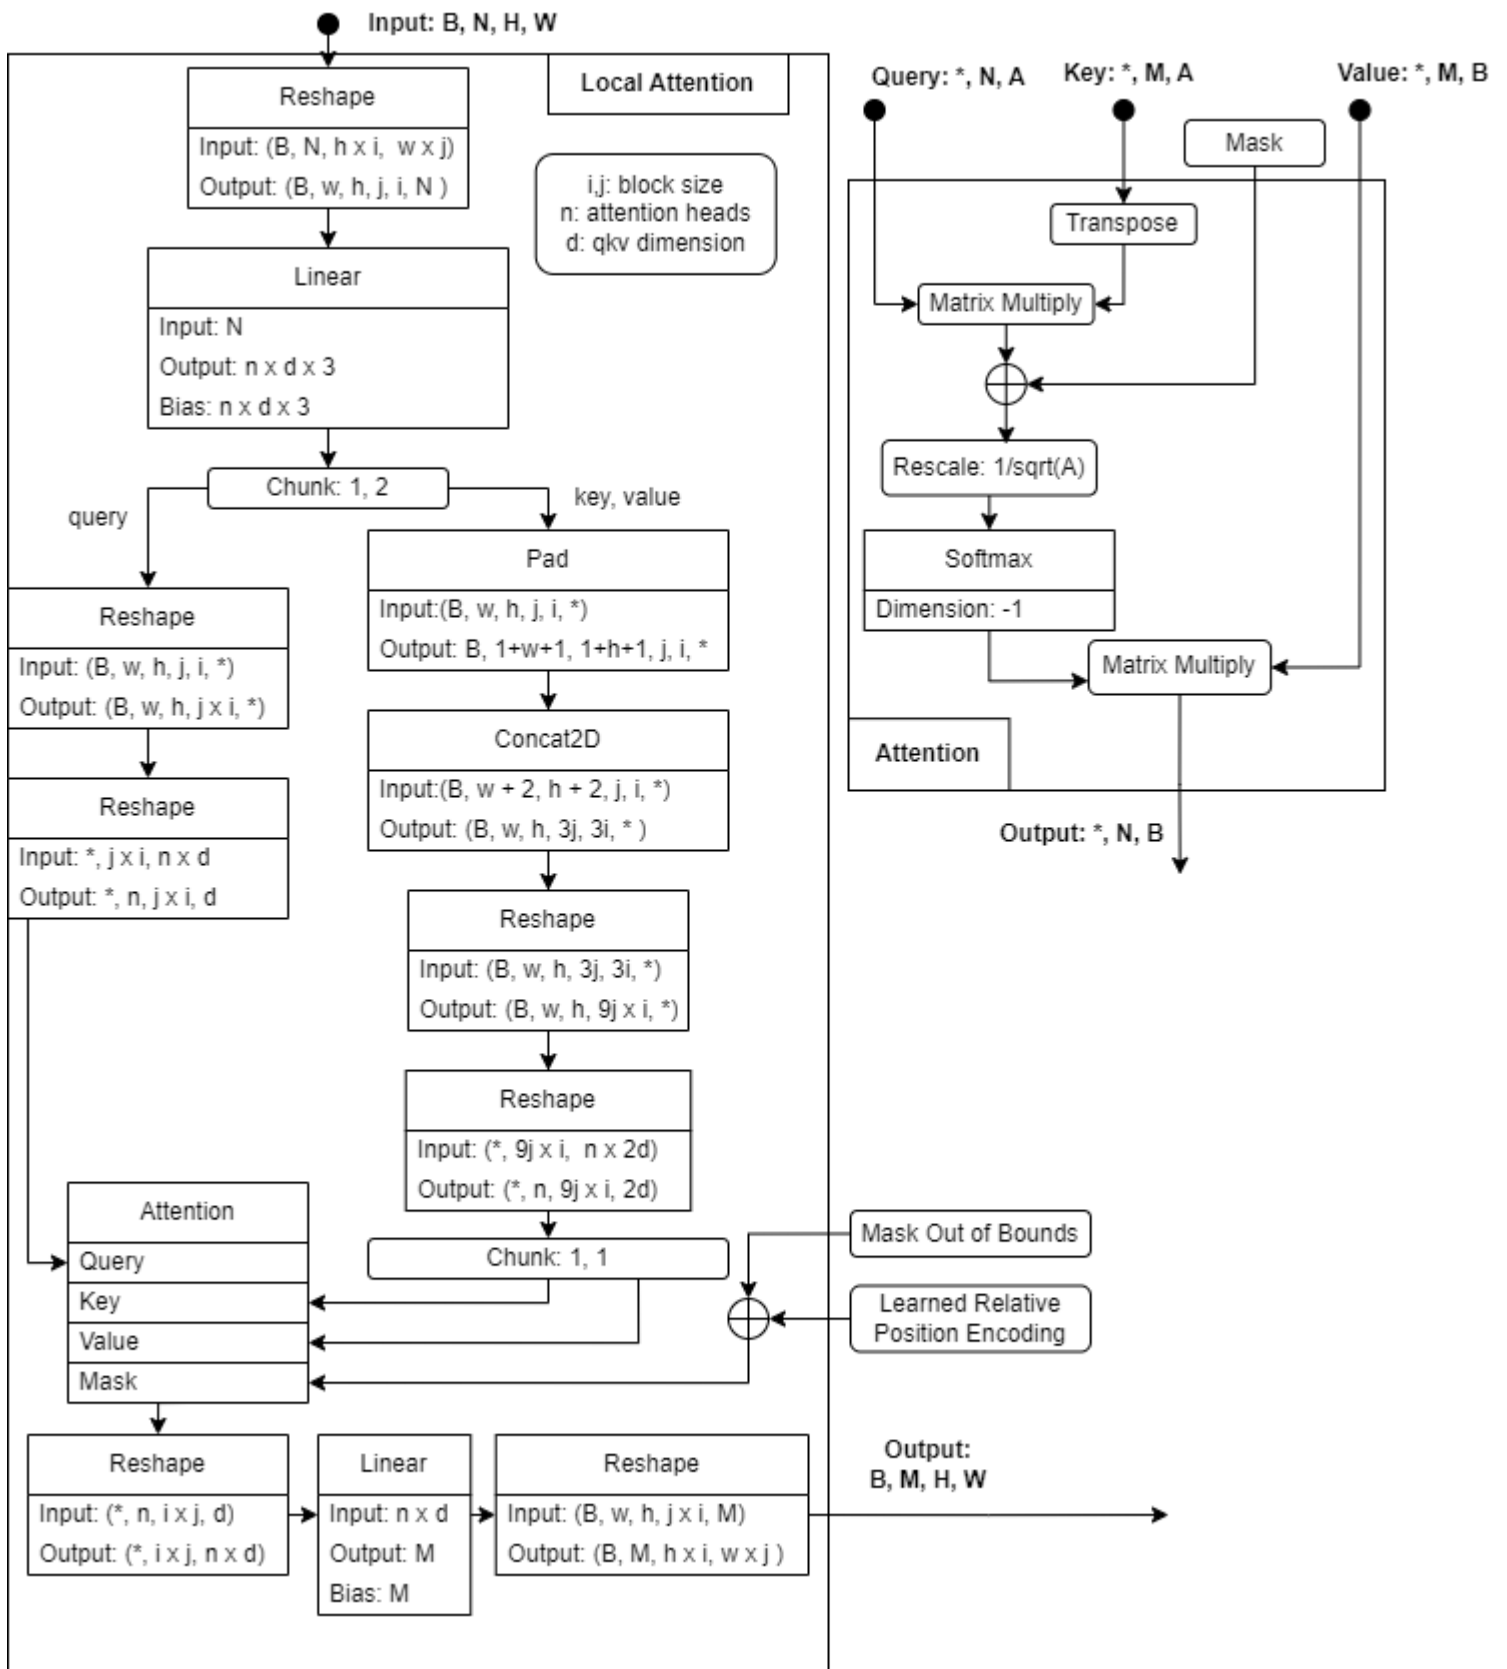 Input: B, N, H, W
Local Attention
Reshape
Input: (B, N, h x i, w x j)
Output: (B, w, h, j, i, N )
i,j: block size
n: attention heads
d: qkv dimension
Linear
Input: N
Output: n x d x 3
Bias: n x d x 3
Chunk: 1, 2
query
key, value
Reshape
Input: (B, w, h, j, i, *)
Output: (B, w, h, j x i, *)
Reshape
Input: *, j x i, n x d
Output: *, n, j x i, d
Pad
Input:(B, w, h, j, i, *)
Output: B, 1+w+1, 1+h+1, j, i, *
Concat2D
Input:(B, w + 2, h + 2, j, i, *)
Output: (B, w, h, 3j, 3i, * )
Reshape
Input: (B, w, h, 3j, 3i, *)
Output: (B, w, h, 9j x i, *)
Reshape
Input: (*, 9j x i, n x 2d)
Output: (*, n, 9j x i, 2d)
Chunk: 1, 1
Attention
Query
Key
Value
Mask
Mask Out of Bounds
Learned Relative
Position Encoding
Reshape
Input: (*, n, i x j, d)
Output: (*, i x j, n x d)
Linear
Input: n x d
Output: M
Bias: M
Reshape
Input: (B, w, h, j x i, M)
Output: (B, M, h x i, w x j )
Output:
B, M, H, W
Query: *, N, A
Key: *, M, A
Value: *, M, B
Mask
Transpose
Matrix Multiply
Rescale: 1/sqrt(A)
Softmax
Dimension: -1
Matrix Multiply
Attention
Output: *, N, B